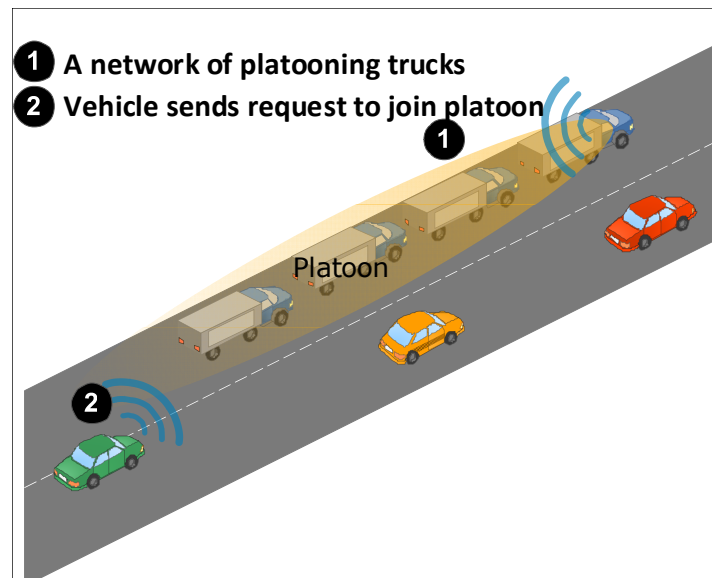 1 A network of platooning trucks
2 Vehicle sends request to join platoon
1
Platoon
2